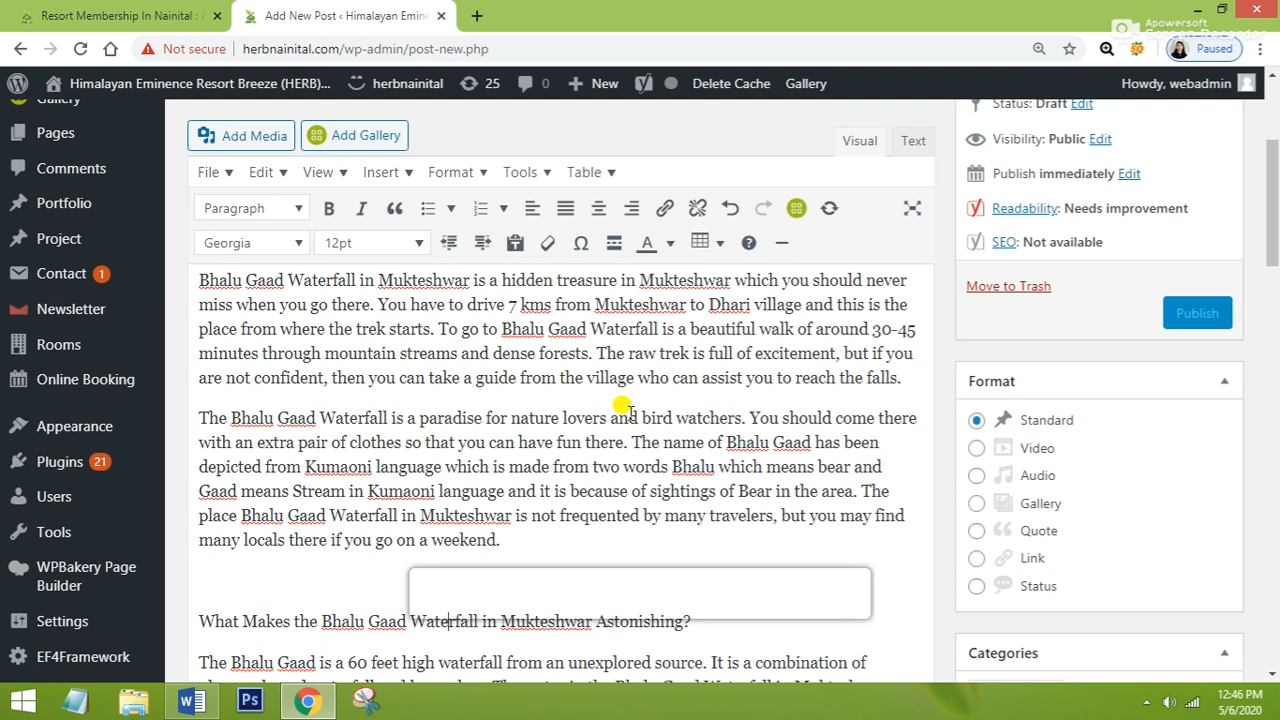 Resort Membership In Nainital : A
Add New Post ‹ Himalayan Emine
Apowersoft
Screen Recorder
Not secure
herbnainital.com/wp-admin/post-new.php
Paused
Himalayan Eminence Resort Breeze (HERB)...
herbnainital
25
0
New
Delete Cache
Gallery
Howdy, webadmin
Gallery
Pages
Comments
Portfolio
Project
Contact 1
Newsletter
Rooms
Online Booking
Appearance
Plugins 21
Users
Tools
WPBakery Page
Builder
Settings
EF4Framework
Add Media
Add Gallery
Visual
Text
File
Edit
View
Insert
Format
Tools
Table
Paragraph
Georgia
12pt
Bhalu Gaad Waterfall in Mukteshwar is a hidden treasure in Mukteshwar which you should never
miss when you go there. You have to drive 7 kms from Mukteshwar to Dhari village and this is the
place from where the trek starts. To go to Bhalu Gaad Waterfall is a beautiful walk of around 30-45
minutes through mountain streams and dense forests. The raw trek is full of excitement, but if you
are not confident, then you can take a guide from the village who can assist you to reach the falls.
The Bhalu Gaad Waterfall is a paradise for nature lovers and bird watchers. You should come there
with an extra pair of clothes so that you can have fun there. The name of Bhalu Gaad has been
depicted from Kumaoni language which is made from two words Bhalu which means bear and
Gaad means Stream in Kumaoni language and it is because of sightings of Bear in the area. The
place Bhalu Gaad Waterfall in Mukteshwar is not frequented by many travelers, but you may find
many locals there if you go on a weekend.
What Makes the Bhalu Gaad Waterfall in Mukteshwar Astonishing?
The Bhalu Gaad is a 60 feet high waterfall from an unexplored source. It is a combination of
Status: Draft Edit
Visibility: Public Edit
Publish immediately Edit
Readability: Needs improvement
SEO: Not available
Move to Trash
Publish
Format
Standard
Video
Audio
Gallery
Quote
Link
Status
Categories
12:46 PM
5/6/2020